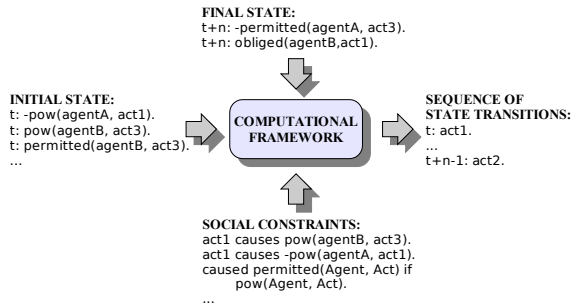 FINAL STATE:
t+n: -permitted(agentA, act3).
t+n: obliged(agentB,act1).
INITIAL STATE:
t: -pow(agentA, act1).
t: pow(agentB, act3).
t: permitted(agentB, act3).
...
COMPUTATIONAL
FRAMEWORK
SEQUENCE OF
STATE TRANSITIONS:
t: act1.
...
t+n-1: act2.
SOCIAL CONSTRAINTS:
act1 causes pow(agentB, act3).
act1 causes -pow(agentA, act1).
caused permitted(Agent, Act) if
pow(Agent, Act).
...